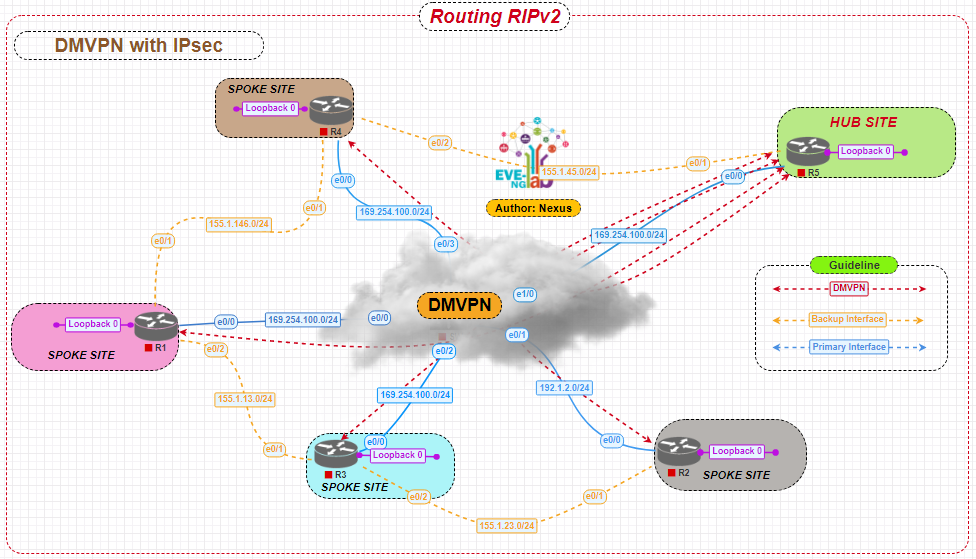 Routing RIPv2
DMVPN with IPsec
SPOKE SITE
Loopback 0
R4
HUB SITE
Loopback 0
R5
EVE-
NG lab
Author: Nexus
e0/2
155.1.45.0/24
e0/1
e0/0
e0/0
e0/1
155.1.146.0/24
e0/1
169.254.100.0/24
e0/3
169.254.100.0/24
Guideline
DMVPN
Backup Interface
Primary Interface
e1/0
DMVPN
Loopback 0
R1
SPOKE SITE
e0/0
169.254.100.0/24
e0/0
e0/1
e0/2
e0/2
155.1.13.0/24
169.254.100.0/24
192.1.2.0/24
e0/1
e0/0
e0/0
Loopback 0
R3
SPOKE SITE
Loopback 0
R2
SPOKE SITE
e0/2
155.1.23.0/24
e0/1